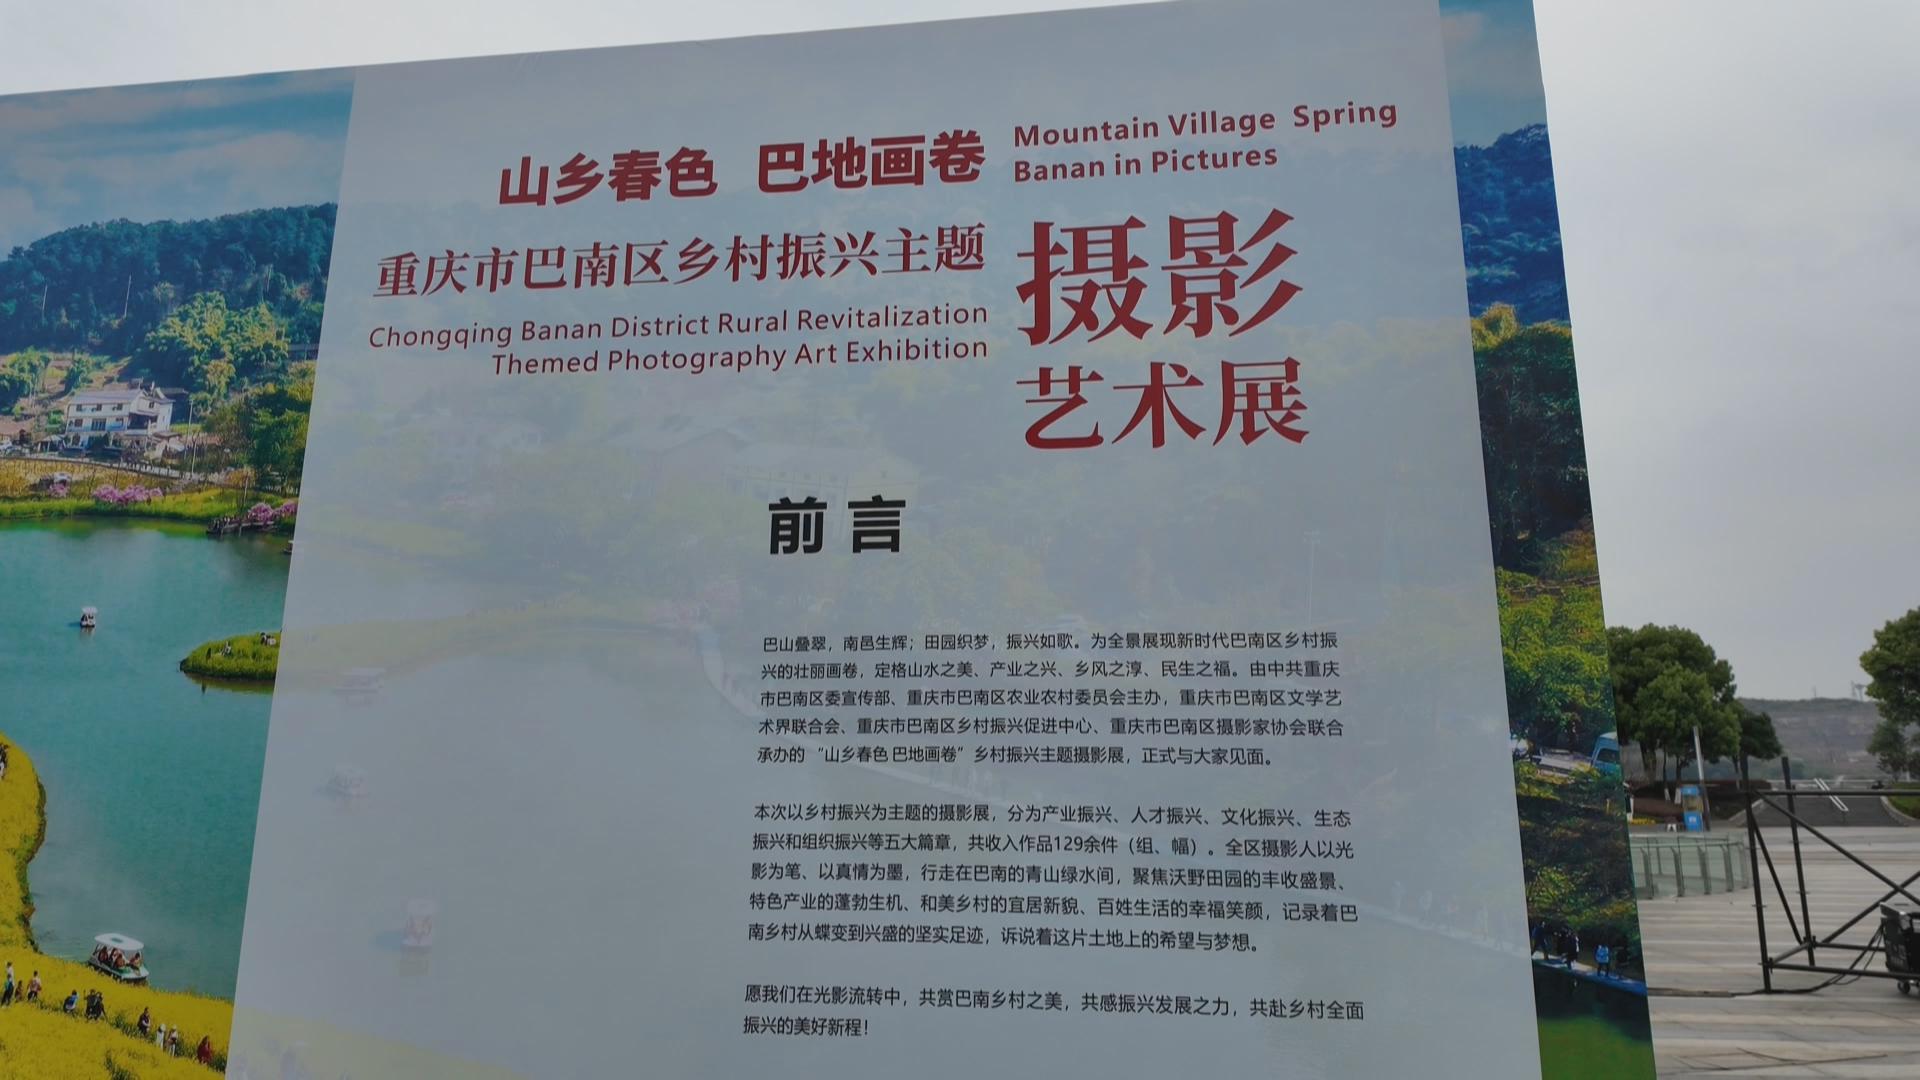 山乡春色 巴地画卷
Mountain Village Spring
Banan in Pictures
重庆市巴南区乡村振兴主题
Chongqing Banan District Rural Revitalization
Themed Photography Art Exhibition
摄影
艺术展
前言
巴山叠翠，南邑生辉；田园织梦，振兴如歌。为全景展现新时代巴南区乡村振
兴的壮丽画卷，定格山水之美、产业之兴、乡风之淳、民生之福。由中共重庆
市巴南区委宣传部、重庆市巴南区农业农村委员会主办，重庆市巴南区文学艺
术界联合会、重庆市巴南区乡村振兴促进中心、重庆市巴南区摄影家协会联合
承办的“山乡春色 巴地画卷”乡村振兴主题摄影展，正式与大家见面。
本次以乡村振兴为主题的摄影展，分为产业振兴、人才振兴、文化振兴、生态
振兴和组织振兴等五大篇章，共收入作品129余件（组、幅）。全区摄影人以光
影为笔、以真情为墨，行走在巴南的青山绿水间，聚焦沃野田园的丰收盛景、
特色产业的蓬勃生机、和美乡村的宜居新貌、百姓生活的幸福笑颜，记录着巴
南乡村从蝶变到兴盛的坚实足迹，诉说着这片土地上的希望与梦想。
愿我们在光影流转中，共赏巴南乡村之美，共感振兴发展之力，共赴乡村全面
振兴的美好新程！